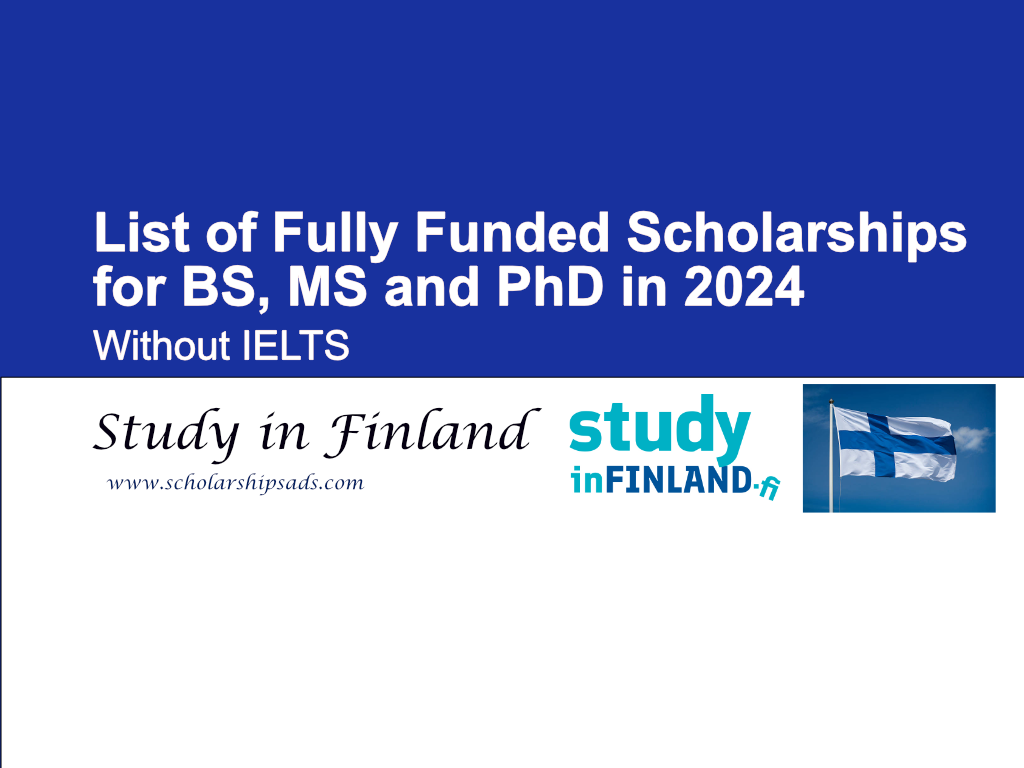 List of Fully Funded Scholarships
for BS, MS and PhD in 2024
Without IELTS
Study in Finland
www.scholarshipsads.com
study
inFINLAND.fi